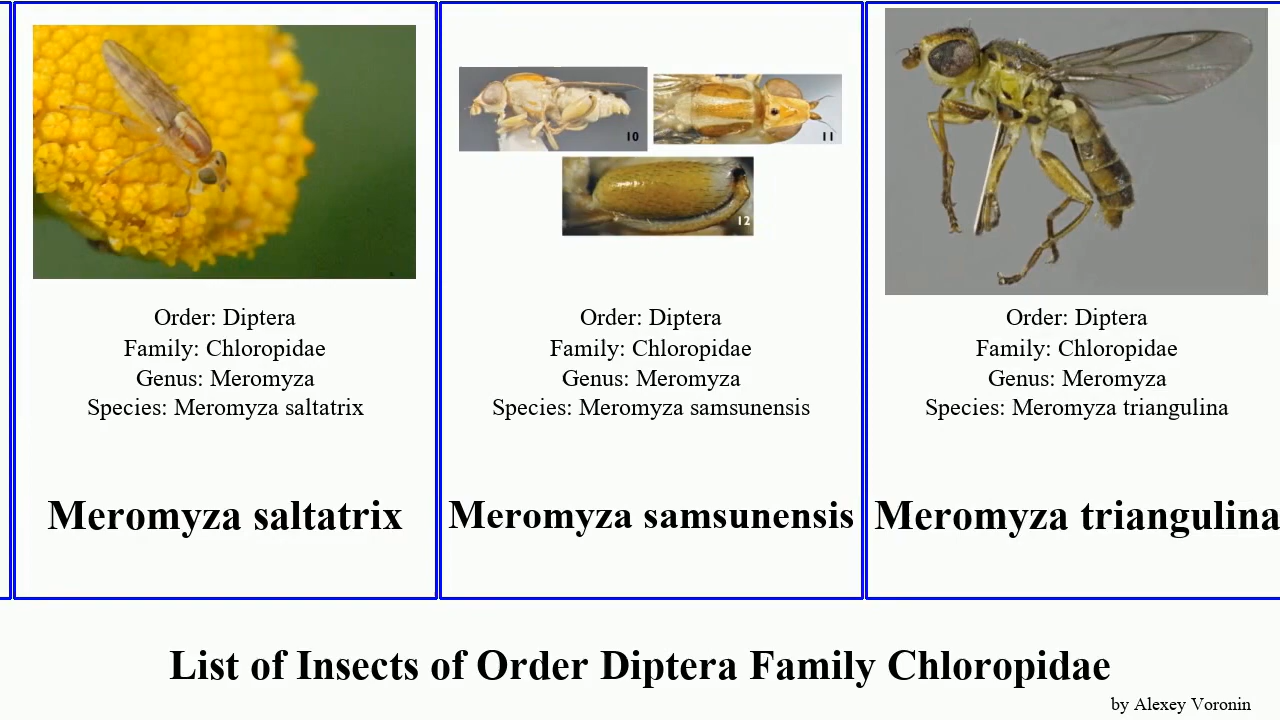 10
11
12
Order: Diptera
Family: Chloropidae
Genus: Meromyza
Species: Meromyza saltatrix
Meromyza saltatrix
Order: Diptera
Family: Chloropidae
Genus: Meromyza
Species: Meromyza samsunensis
Meromyza samsunensis
Order: Diptera
Family: Chloropidae
Genus: Meromyza
Species: Meromyza triangulina
Meromyza triangulina
List of Insects of Order Diptera Family Chloropidae
by Alexey Voronin